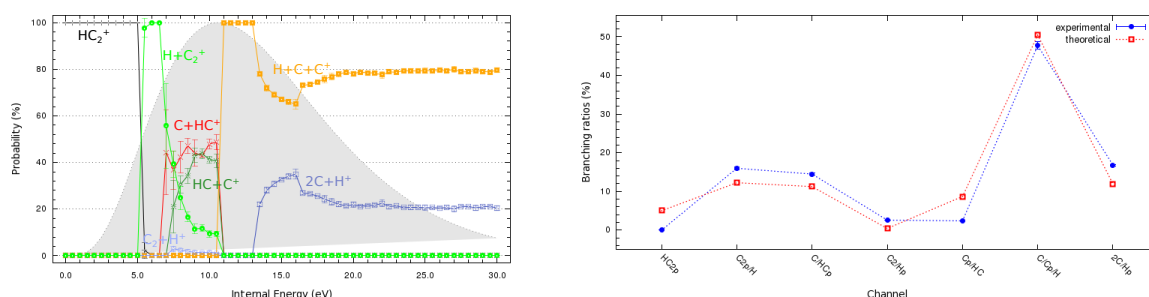 100
80
60
40
20
0
Probability (%)
HC2+
H+C2+
C+HC+
HC+C+
C2+H+
H+C+C+
2C+H+
0.0 5.0 10.0 15.0 20.0 25.0 30.0
Internal Energy (eV)
50
40
30
20
10
0
Branching ratios (%)
experimental
theoretical
HC2p C2p/H C/HCp C2/Hp Cp/HC C/Cp/H 2C/Hp
Channel